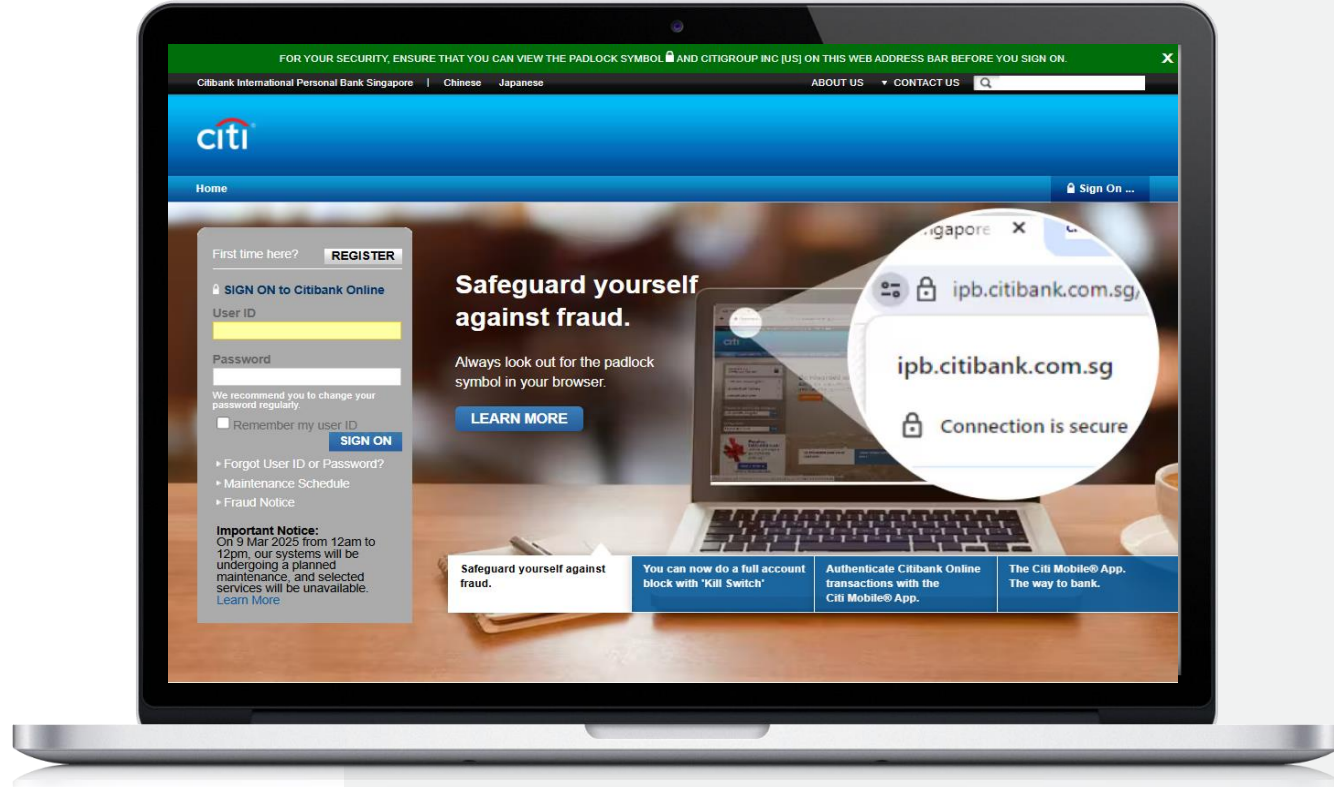 FOR YOUR SECURITY, ENSURE THAT YOU CAN VIEW THE PADLOCK SYMBOL AND CITIGROUP INC [US] ON THIS WEB ADDRESS BAR BEFORE YOU SIGN ON. X
Citibank International Personal Bank Singapore | Chinese Japanese ABOUT US CONTACT US
citi
Home Sign On ...
First time here? REGISTER
SIGN ON to Citibank Online
User ID
Password
We recommend you to change your
password regularly.
Remember my user ID
SIGN ON
Forgot User ID or Password?
Maintenance Schedule
Fraud Notice
Important Notice:
On 9 Mar 2025 from 12am to
12pm, our systems will be
undergoing a planned
maintenance, and selected
services will be unavailable.
Learn More
Safeguard yourself
against fraud.
Always look out for the padlock
symbol in your browser.
LEARN MORE
ipb.citibank.com.sg/
ipb.citibank.com.sg
Connection is secure
Safeguard yourself against
fraud.
You can now do a full account
block with 'Kill Switch'
Authenticate Citibank Online
transactions with the
Citi Mobile® App.
The Citi Mobile® App.
The way to bank.